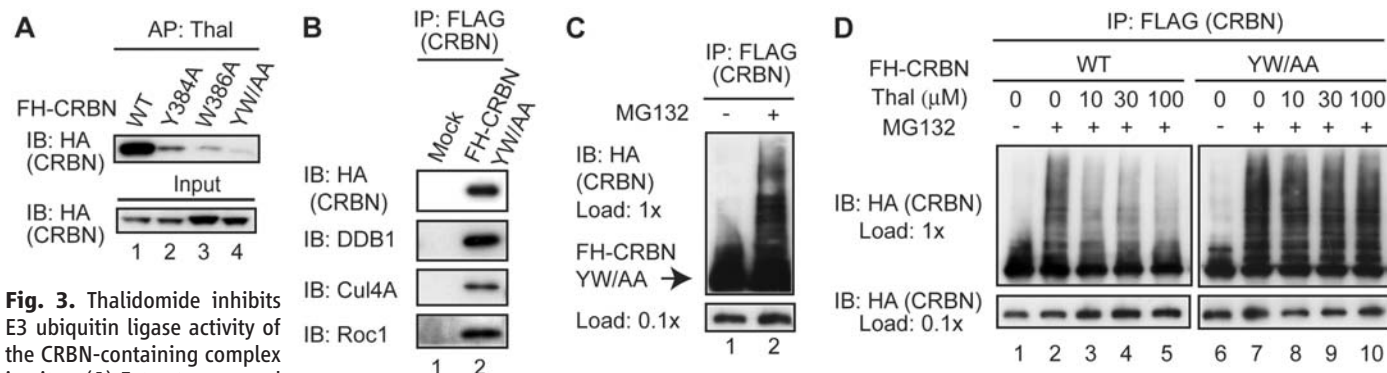 A
AP: Thal
FH-CRBN WT Y384A W386A YW/AA
IB: HA
(CRBN)
Input
IB: HA
(CRBN)
1 2 3 4
Fig. 3. Thalidomide inhibits
E3 ubiquitin ligase activity of
the CRBN-containing complex
B
IP: FLAG
(CRBN)
Mock FH-CRBN YW/AA
IB: HA
(CRBN)
IB: DDB1
IB: Cul4A
IB: Roc1
1 2
C
IP: FLAG
(CRBN)
MG132 - +
IB: HA
(CRBN)
Load: 1x
FH-CRBN
YW/AA
Load: 0.1x
1 2
D
IP: FLAG (CRBN)
FH-CRBN WT YW/AA
Thal (μM) 0 0 10 30 100 0 0 10 30 100
MG132 - + + + + - + + + +
IB: HA (CRBN)
Load: 1x
IB: HA (CRBN)
Load: 0.1x
1 2 3 4 5 6 7 8 9 10